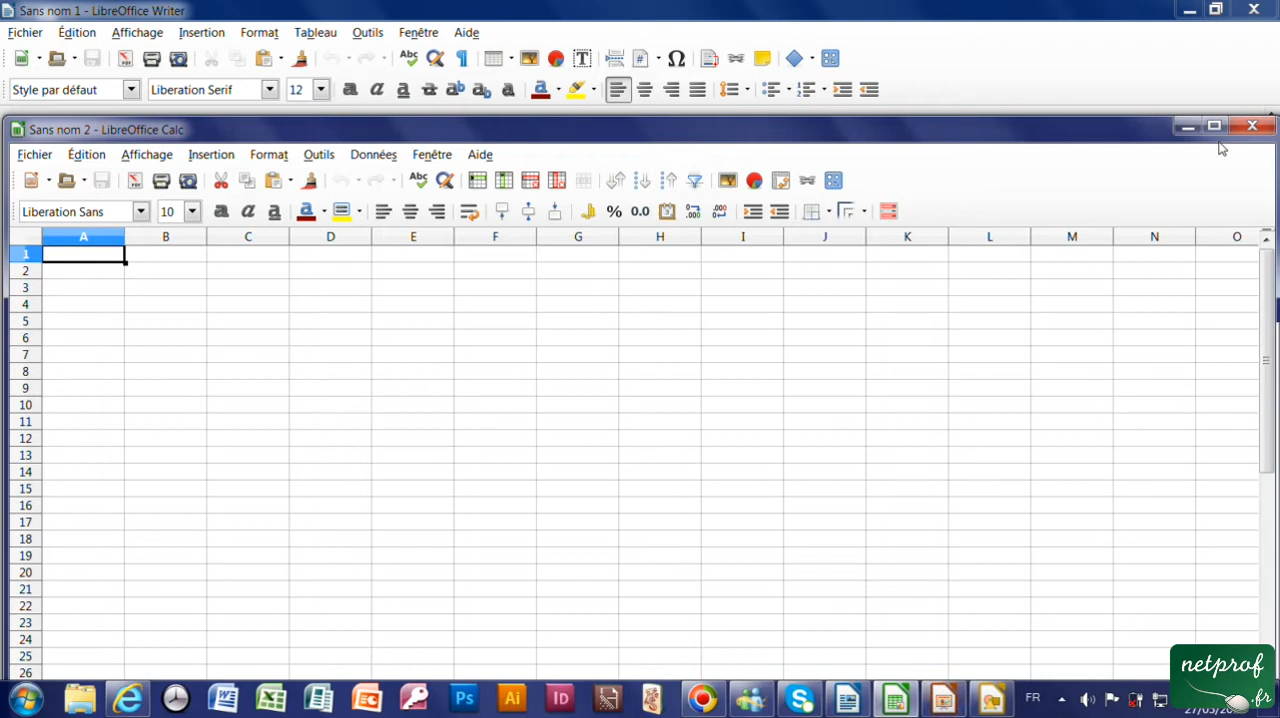 Sans nom 1 - LibreOffice Writer
Fichier Édition Affichage Insertion Format Tableau Outils Fenêtre Aide
Style par défaut Liberation Serif 12
Sans nom 2 - LibreOffice Calc
Fichier Édition Affichage Insertion Format Outils Données Fenêtre Aide
Liberation Sans 10
A B C D E F G H I J K L M N O
1
2
3
4
5
6
7
8
9
10
11
12
13
14
15
16
17
18
19
20
21
22
23
24
25
26
netprof
.fr
Ps Ai Id FR